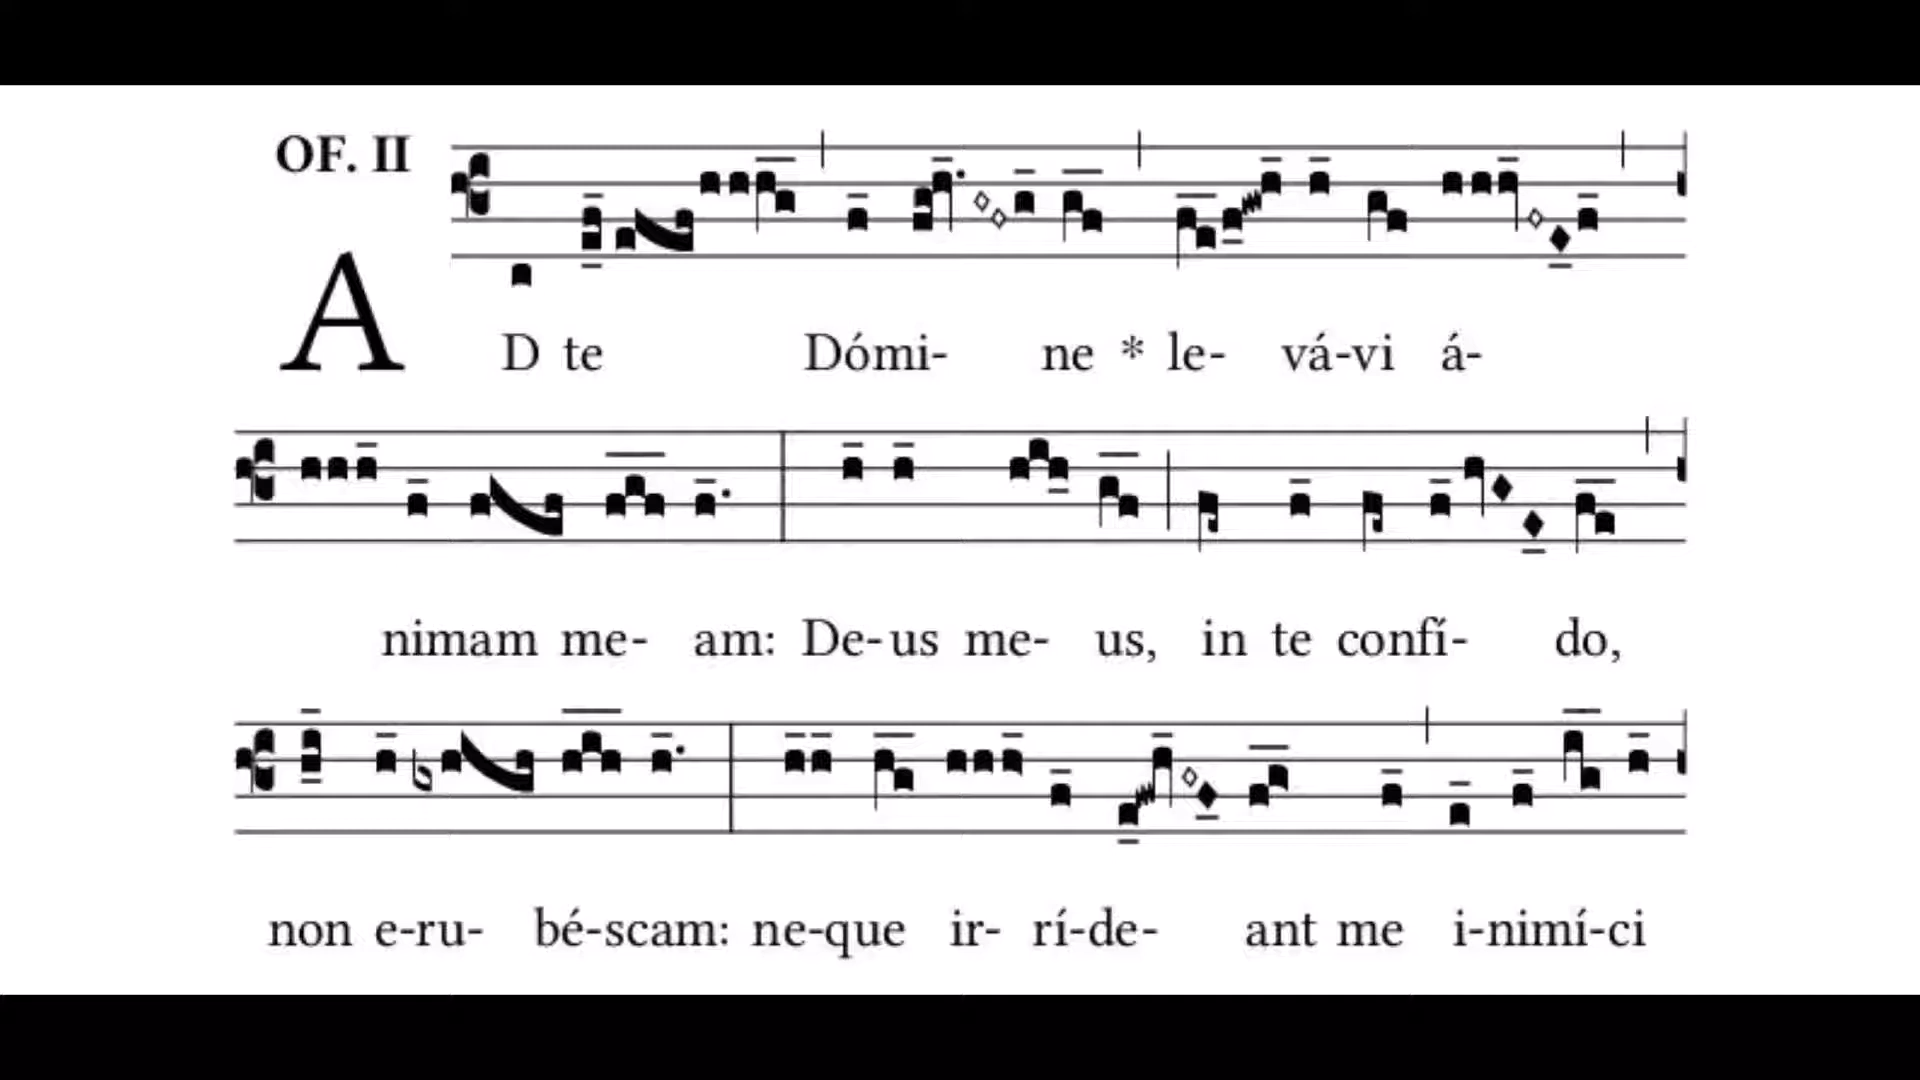 OF. II
AD te Dómi- ne * le- vá-vi á-
nimam me- am: De-us me- us, in te confí- do,
non e-ru- bé-scam: ne-que ir- rí-de- ant me i-nimí-ci